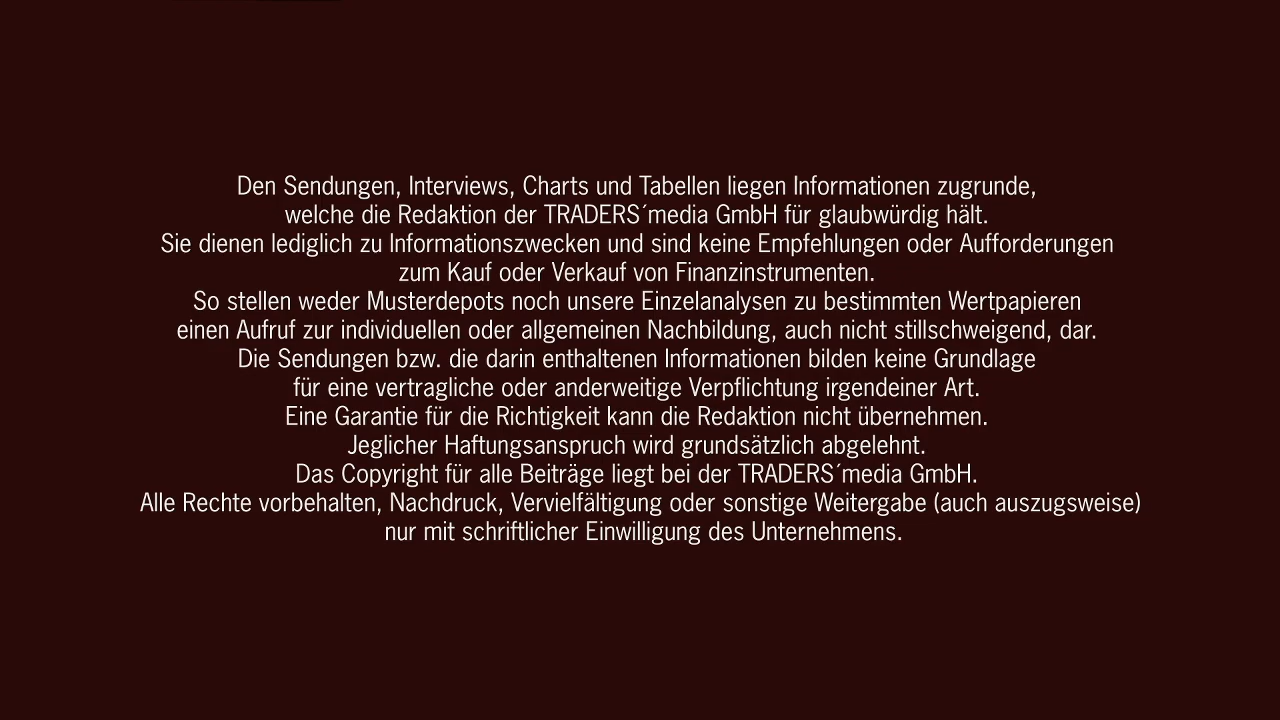 Den Sendungen, Interviews, Charts und Tabellen liegen Informationen zugrunde,
welche die Redaktion der TRADERS´media GmbH für glaubwürdig hält.
Sie dienen lediglich zu Informationszwecken und sind keine Empfehlungen oder Aufforderungen
zum Kauf oder Verkauf von Finanzinstrumenten.
So stellen weder Musterdepots noch unsere Einzelanalysen zu bestimmten Wertpapieren
einen Aufruf zur individuellen oder allgemeinen Nachbildung, auch nicht stillschweigend, dar.
Die Sendungen bzw. die darin enthaltenen Informationen bilden keine Grundlage
für eine vertragliche oder anderweitige Verpflichtung irgendeiner Art.
Eine Garantie für die Richtigkeit kann die Redaktion nicht übernehmen.
Jeglicher Haftungsanspruch wird grundsätzlich abgelehnt.
Das Copyright für alle Beiträge liegt bei der TRADERS´media GmbH.
Alle Rechte vorbehalten, Nachdruck, Vervielfältigung oder sonstige Weitergabe (auch auszugsweise)
nur mit schriftlicher Einwilligung des Unternehmens.